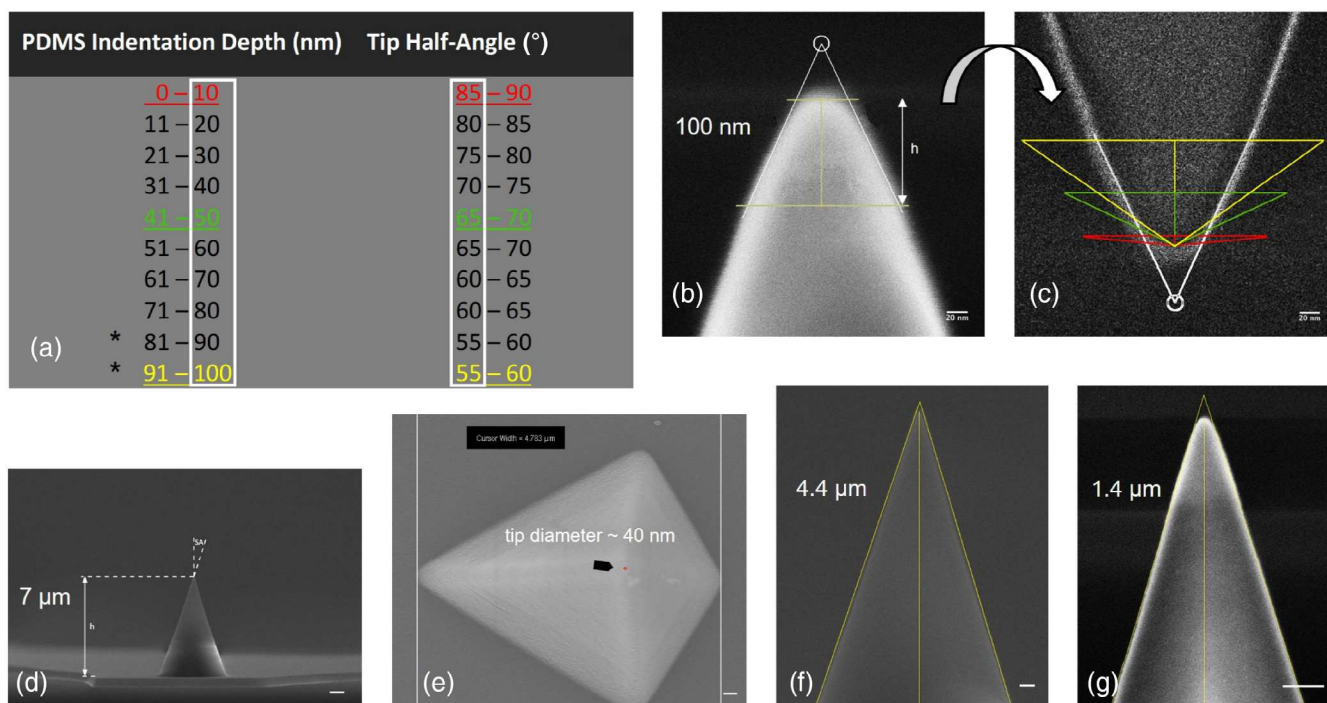 PDMS Indentation Depth (nm) Tip Half-Angle (°)
0 – 10 85 – 90
11 – 20 80 – 85
21 – 30 75 – 80
31 – 40 70 – 75
41 – 50 65 – 70
51 – 60 65 – 70
61 – 70 60 – 65
71 – 80 60 – 65
* 81 – 90 55 – 60
* 91 – 100 55 – 60
(a)
100 nm
h
(b)
20 nm
(c)
20 nm
SA
7 µm
h
(d)
Cursor Width = 4.783 µm
tip diameter ~ 40 nm
(e)
4.4 µm
(f)
1.4 µm
(g)